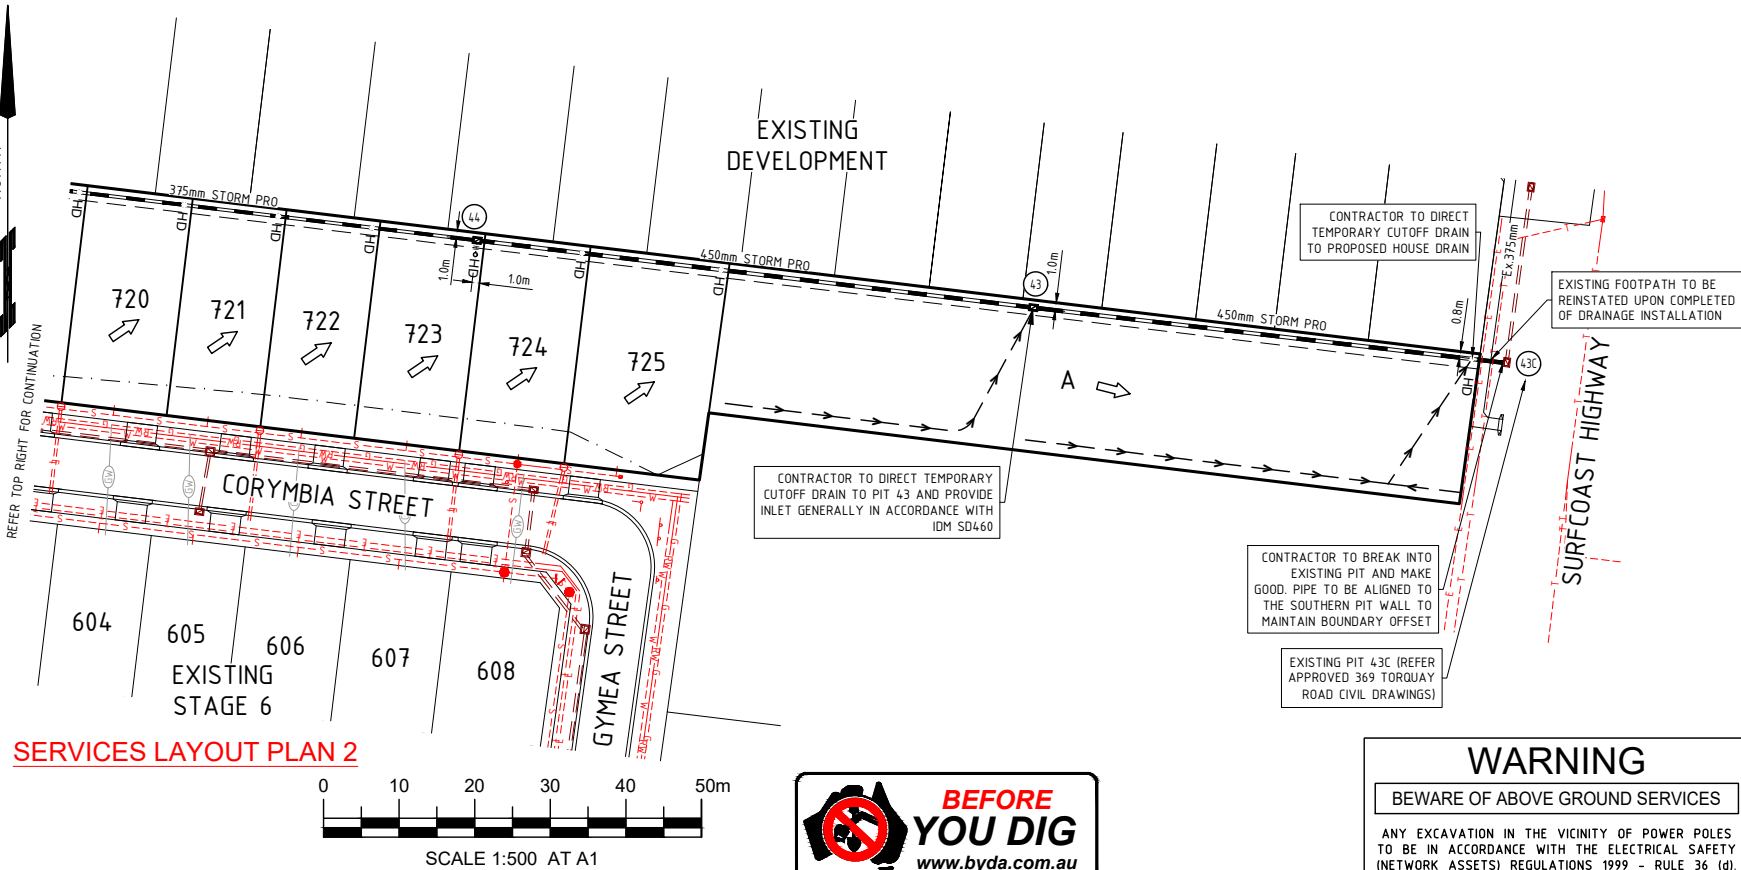 EXISTING
DEVELOPMENT
375mm STORM PRO
44
450mm STORM PRO
43
1.0m
450mm STORM PRO
CONTRACTOR TO DIRECT
TEMPORARY CUTOFF DRAIN
TO PROPOSED HOUSE DRAIN
Ex.375mm
EXISTING FOOTPATH TO BE
REINSTATED UPON COMPLETED
OF DRAINAGE INSTALLATION
0.8m
43C
HD
HD
HD
HD
HD
HD
HD
HD
1.0m
1.0m
720
721
722
723
724
725
A
REFER TOP RIGHT FOR CONTINUATION
CORYMBIA STREET
GYMEA STREET
SURFCOAST HIGHWAY
CONTRACTOR TO DIRECT TEMPORARY
CUTOFF DRAIN TO PIT 43 AND PROVIDE
INLET GENERALLY IN ACCORDANCE WITH
IDM SD460
CONTRACTOR TO BREAK INTO
EXISTING PIT AND MAKE
GOOD. PIPE TO BE ALIGNED TO
THE SOUTHERN PIT WALL TO
MAINTAIN BOUNDARY OFFSET
EXISTING PIT 43C (REFER
APPROVED 369 TORQUAY
ROAD CIVIL DRAWINGS)
604
605
606
607
608
EXISTING
STAGE 6
SERVICES LAYOUT PLAN 2
0 10 20 30 40 50m
SCALE 1:500 AT A1
BEFORE
YOU DIG
www.byda.com.au
WARNING
BEWARE OF ABOVE GROUND SERVICES
ANY EXCAVATION IN THE VICINITY OF POWER POLES
TO BE IN ACCORDANCE WITH THE ELECTRICAL SAFETY
(NETWORK ASSETS) REGULATIONS 1999 - RULE 36 (d).